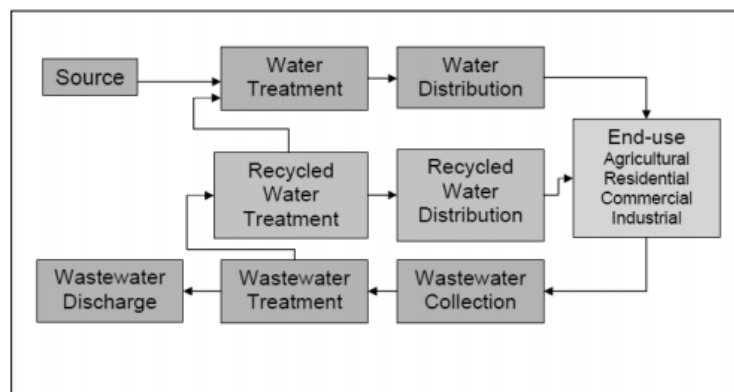 Source
Water
Treatment
Water
Distribution
End-use
Agricultural
Residential
Commercial
Industrial
Recycled
Water
Treatment
Recycled
Water
Distribution
Wastewater
Discharge
Wastewater
Treatment
Wastewater
Collection